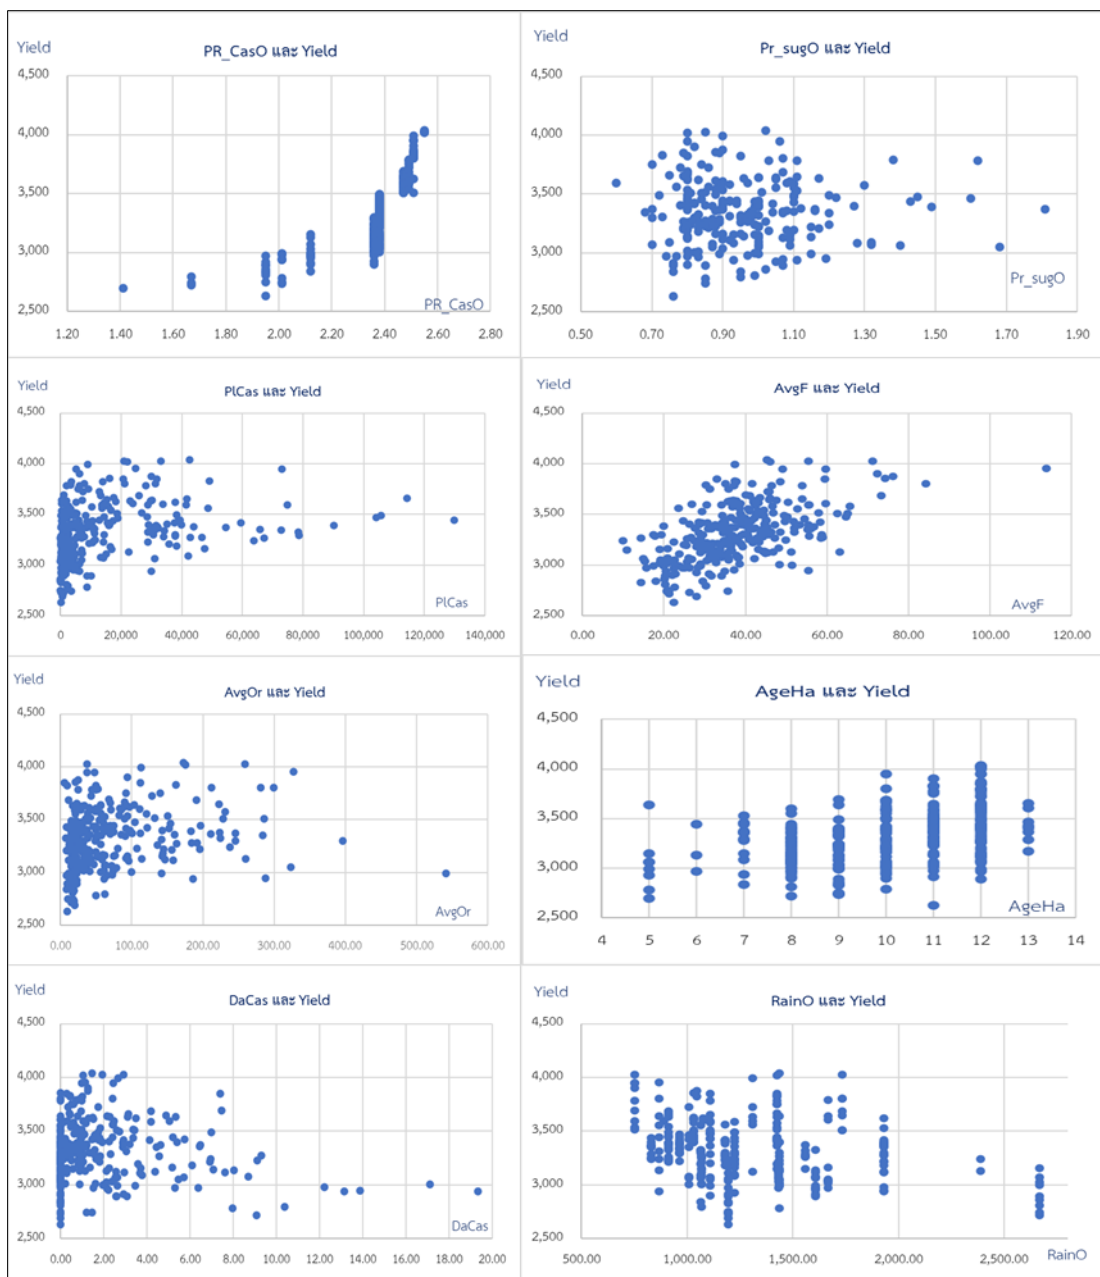 Yield
PR_CasO และ Yield
4,500
4,000
3,500
3,000
2,500
PR_CasO
1.20 1.40 1.60 1.80 2.00 2.20 2.40 2.60 2.80
Yield
Pr_sugO และ Yield
4,500
4,000
3,500
3,000
2,500
Pr_sugO
0.50 0.70 0.90 1.10 1.30 1.50 1.70 1.90
Yield
PlCas และ Yield
4,500
4,000
3,500
3,000
2,500
PlCas
0 20,000 40,000 60,000 80,000 100,000 120,000 140,000
Yield
AvgF และ Yield
4,500
4,000
3,500
3,000
2,500
AvgF
0.00 20.00 40.00 60.00 80.00 100.00 120.00
Yield
AvgOr และ Yield
4,500
4,000
3,500
3,000
2,500
AvgOr
0.00 100.00 200.00 300.00 400.00 500.00 600.00
Yield
AgeHa และ Yield
4,500
4,000
3,500
3,000
2,500
AgeHa
4 5 6 7 8 9 10 11 12 13 14
Yield
DaCas และ Yield
4,500
4,000
3,500
3,000
2,500
DaCas
0.00 2.00 4.00 6.00 8.00 10.00 12.00 14.00 16.00 18.00 20.00
Yield
RainO และ Yield
4,500
4,000
3,500
3,000
2,500
500.00 1,000.00 1,500.00 2,000.00 2,500.00 RainO